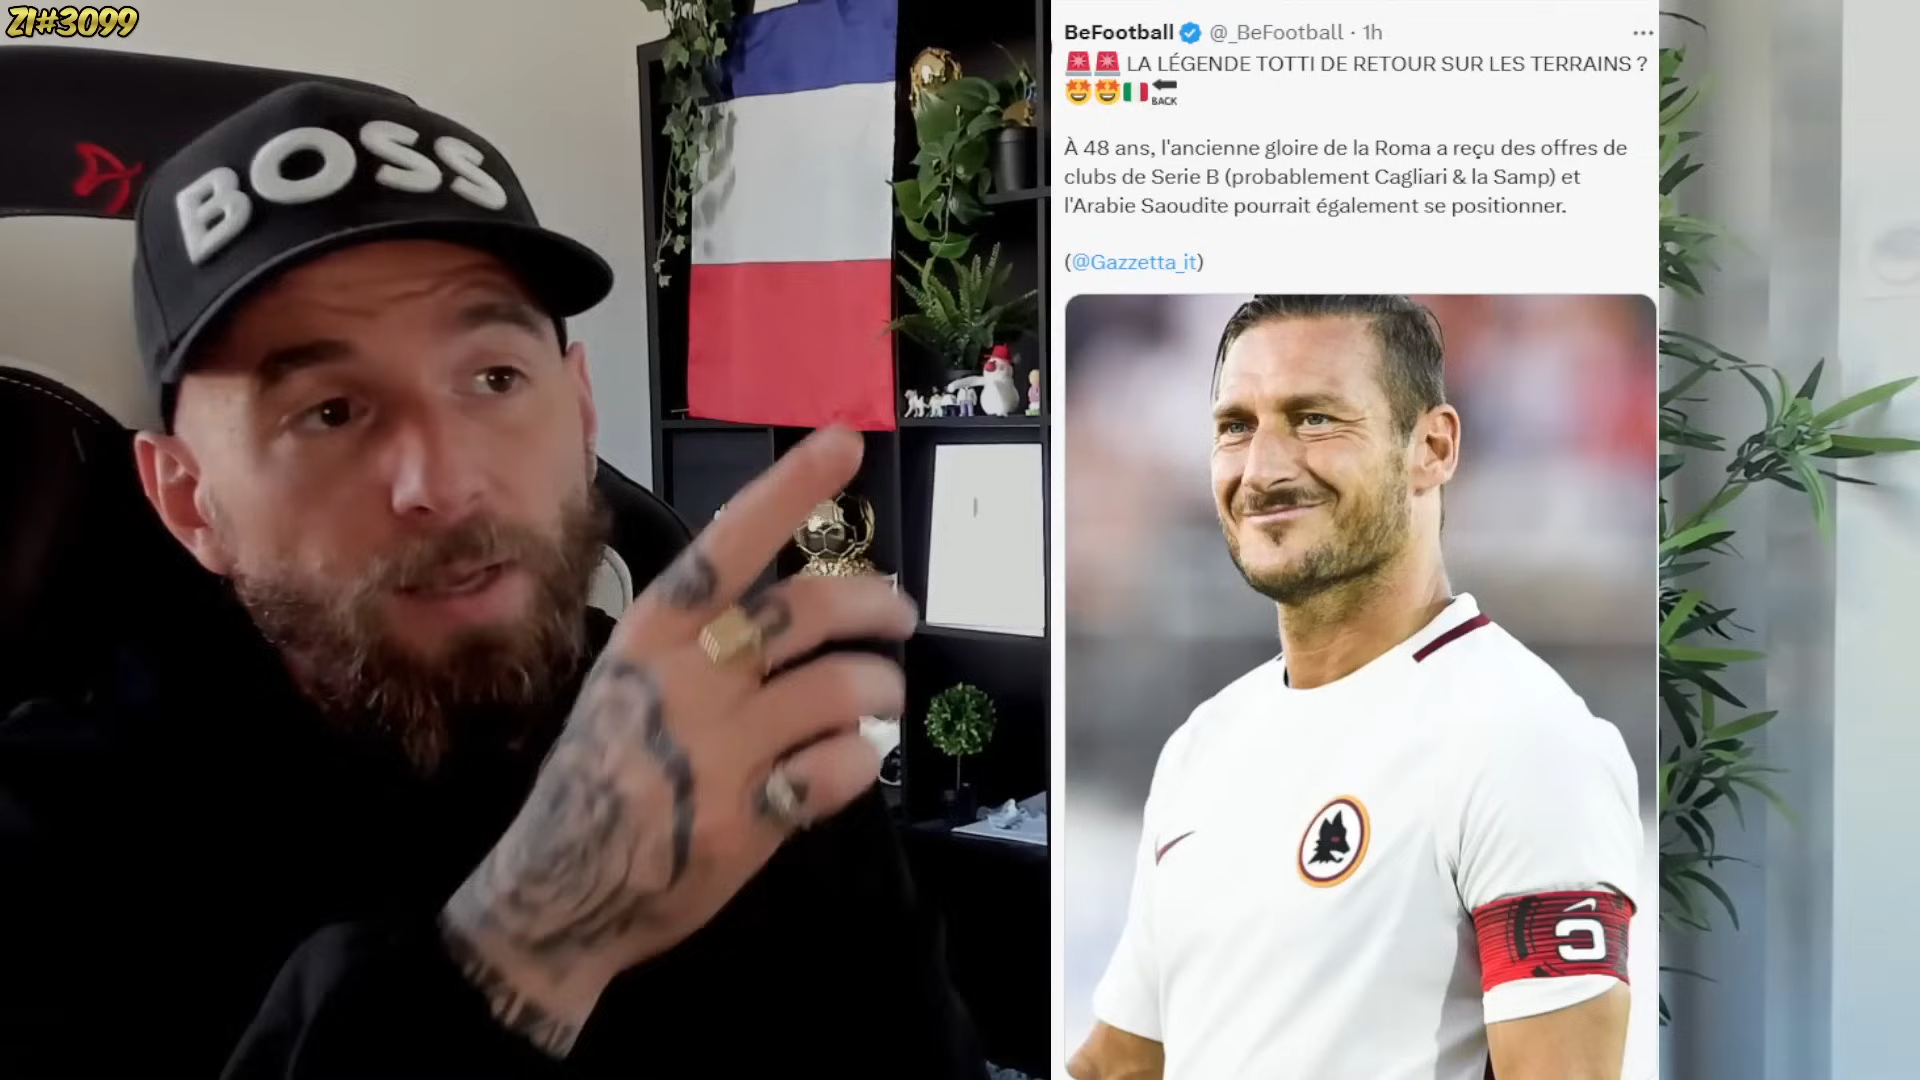 ZI#3099
BOSS
BeFootball @_BeFootball · 1h
🚨🚨 LA LÉGENDE TOTTI DE RETOUR SUR LES TERRAINS ?
🤩🤩🇮🇹🔙
À 48 ans, l'ancienne gloire de la Roma a reçu des offres de
clubs de Serie B (probablement Cagliari & la Samp) et
l'Arabie Saoudite pourrait également se positionner.
(@Gazzetta_it)
C